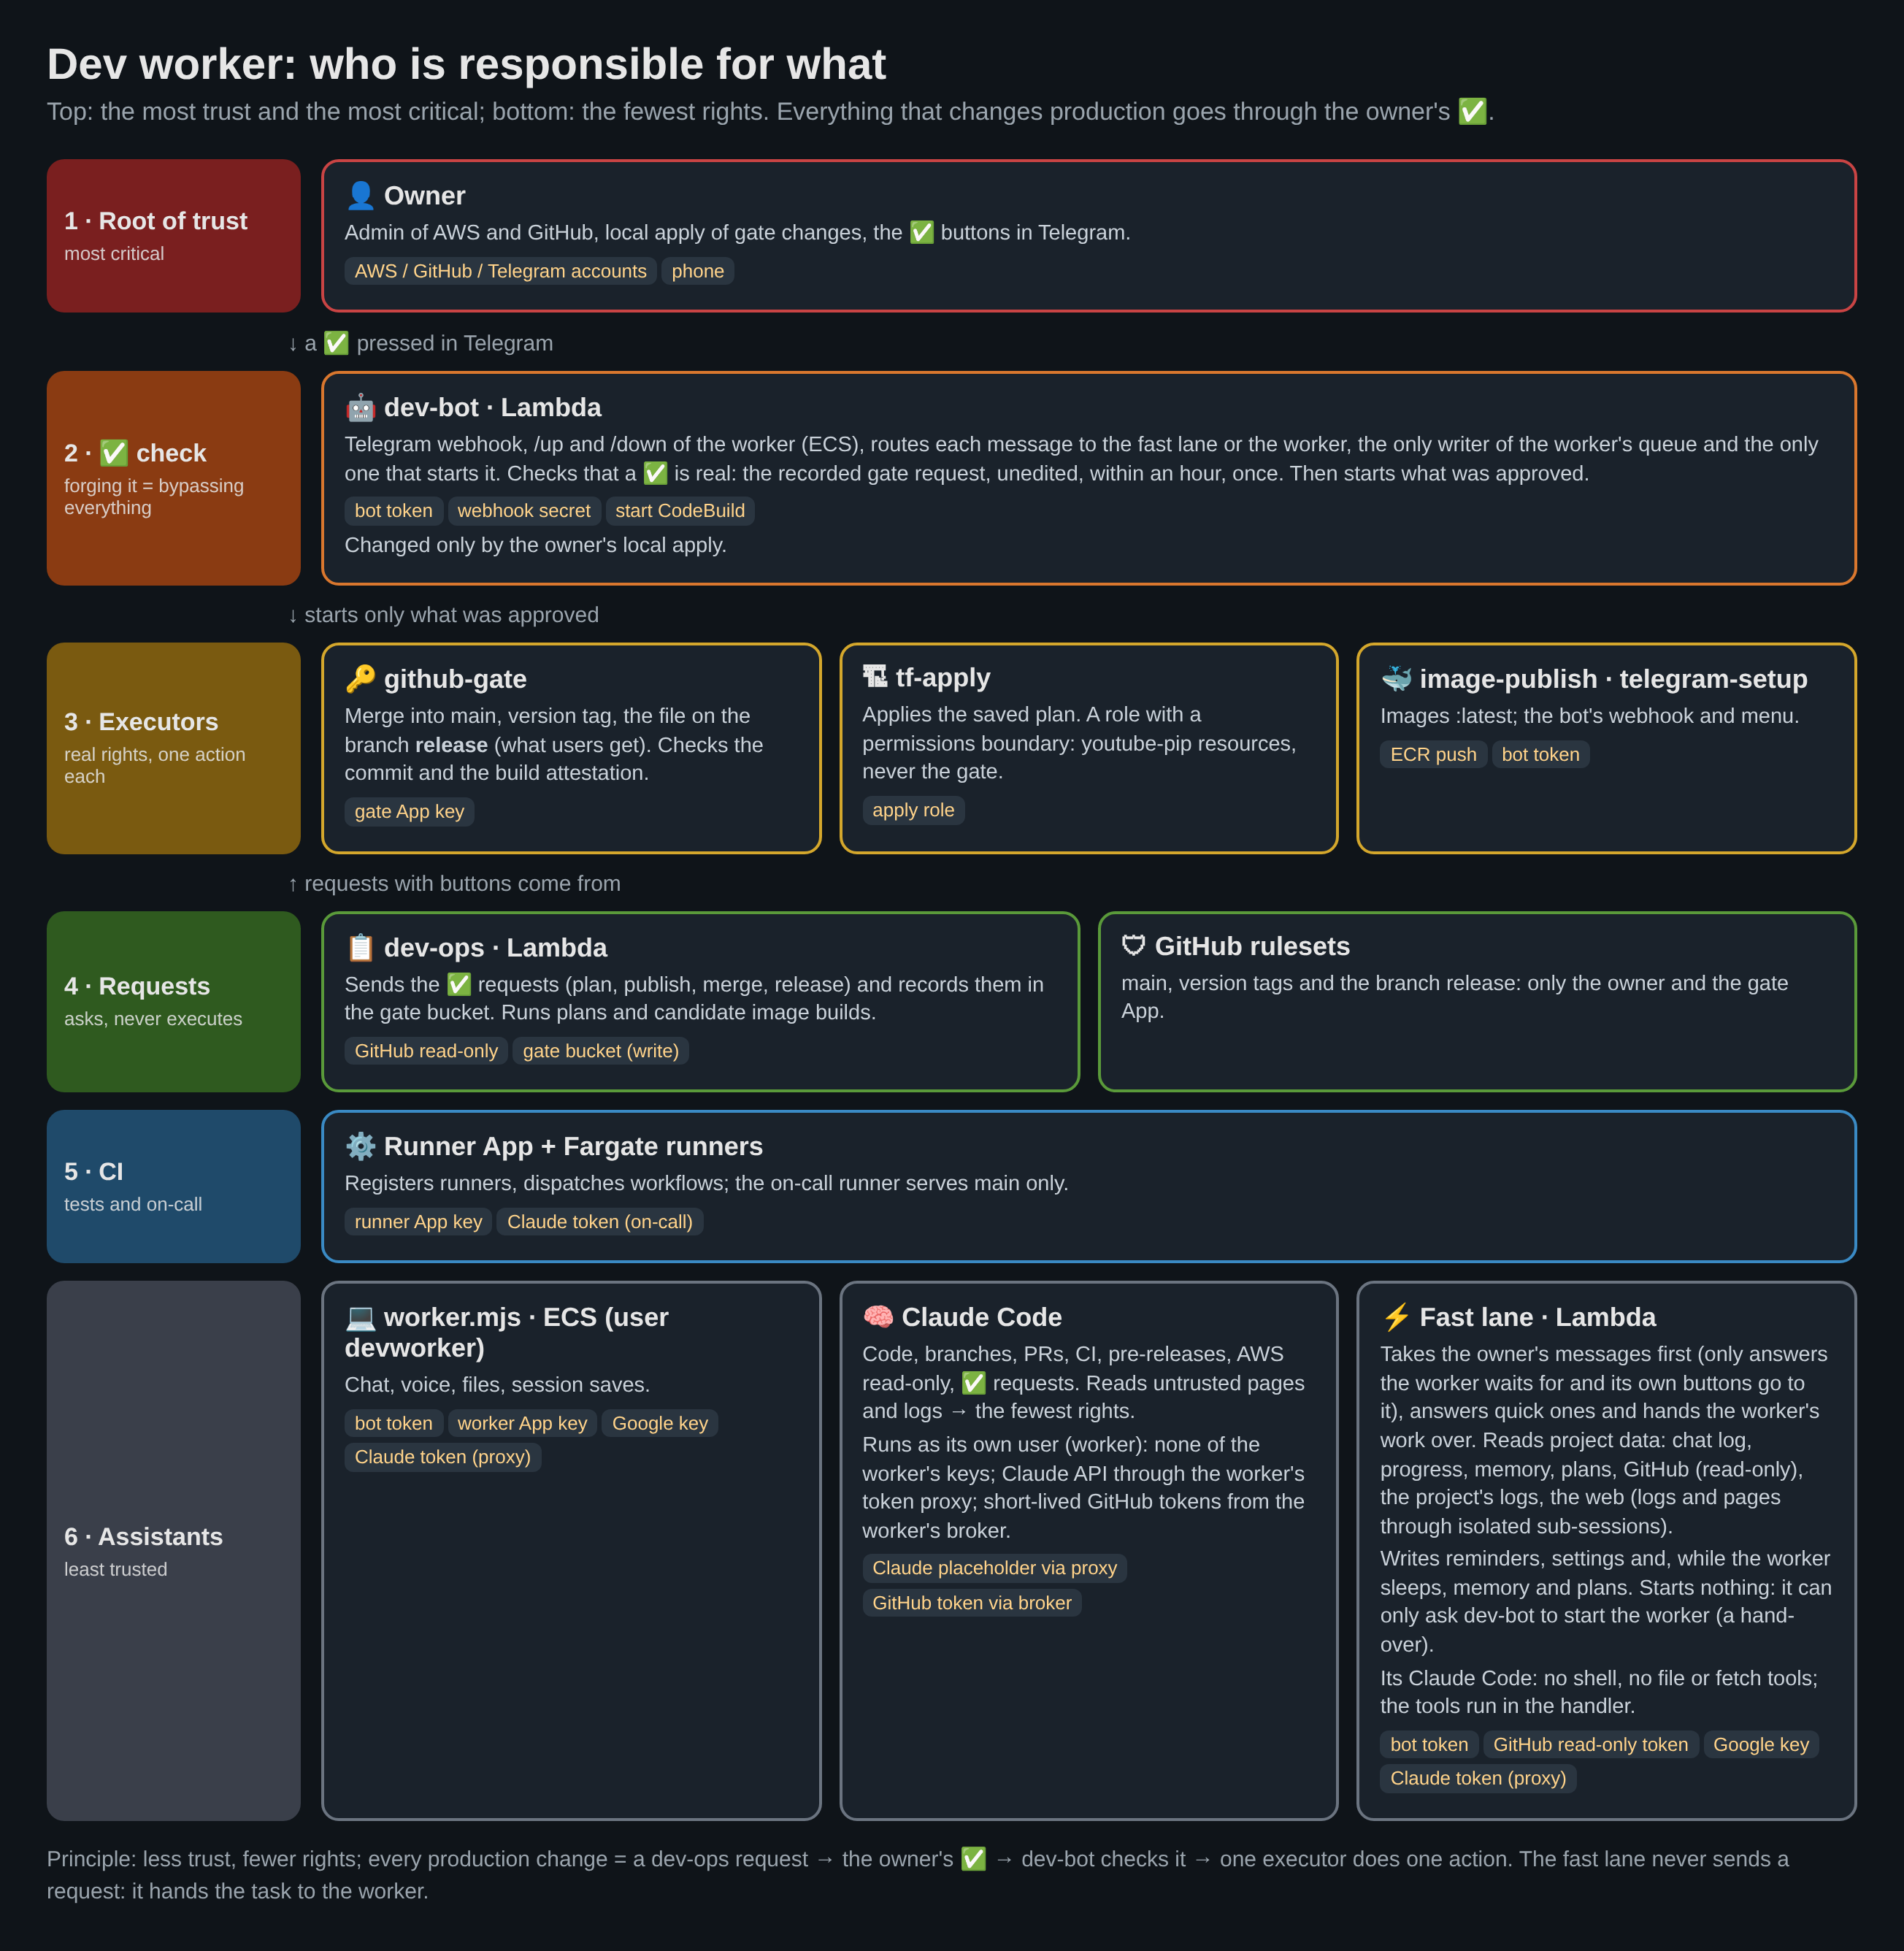 Dev worker: who is responsible for what
Top: the most trust and the most critical; bottom: the fewest rights. Everything that changes production goes through the owner's ✅.
1 · Root of trust
most critical
👤 Owner
Admin of AWS and GitHub, local apply of gate changes, the ✅ buttons in Telegram.
AWS / GitHub / Telegram accounts phone
↓ a ✅ pressed in Telegram
2 · ✅ check
forging it = bypassing
everything
🤖 dev-bot · Lambda
Telegram webhook, /up and /down of the worker (ECS), routes each message to the fast lane or the worker, the only writer of the worker's queue and the only
one that starts it. Checks that a ✅ is real: the recorded gate request, unedited, within an hour, once. Then starts what was approved.
bot token webhook secret start CodeBuild
Changed only by the owner's local apply.
↓ starts only what was approved
3 · Executors
real rights, one action
each
🔑 github-gate
Merge into main, version tag, the file on the
branch release (what users get). Checks the
commit and the build attestation.
gate App key
🏗 tf-apply
Applies the saved plan. A role with a
permissions boundary: youtube-pip resources,
never the gate.
apply role
🐳 image-publish · telegram-setup
Images :latest; the bot's webhook and menu.
ECR push bot token
↑ requests with buttons come from
4 · Requests
asks, never executes
📋 dev-ops · Lambda
Sends the ✅ requests (plan, publish, merge, release) and records them in
the gate bucket. Runs plans and candidate image builds.
GitHub read-only gate bucket (write)
🛡 GitHub rulesets
main, version tags and the branch release: only the owner and the gate
App.
5 · CI
tests and on-call
⚙️ Runner App + Fargate runners
Registers runners, dispatches workflows; the on-call runner serves main only.
runner App key Claude token (on-call)
6 · Assistants
least trusted
💻 worker.mjs · ECS (user
devworker)
Chat, voice, files, session saves.
bot token worker App key Google key
Claude token (proxy)
🧠 Claude Code
Code, branches, PRs, CI, pre-releases, AWS
read-only, ✅ requests. Reads untrusted pages
and logs → the fewest rights.
Runs as its own user (worker): none of the
worker's keys; Claude API through the worker's
token proxy; short-lived GitHub tokens from the
worker's broker.
Claude placeholder via proxy
GitHub token via broker
⚡ Fast lane · Lambda
Takes the owner's messages first (only answers
the worker waits for and its own buttons go to
it), answers quick ones and hands the worker's
work over. Reads project data: chat log,
progress, memory, plans, GitHub (read-only),
the project's logs, the web (logs and pages
through isolated sub-sessions).
Writes reminders, settings and, while the worker
sleeps, memory and plans. Starts nothing: it can
only ask dev-bot to start the worker (a hand-
over).
Its Claude Code: no shell, no file or fetch tools;
the tools run in the handler.
bot token GitHub read-only token Google key
Claude token (proxy)
Principle: less trust, fewer rights; every production change = a dev-ops request → the owner's ✅ → dev-bot checks it → one executor does one action. The fast lane never sends a
request: it hands the task to the worker.